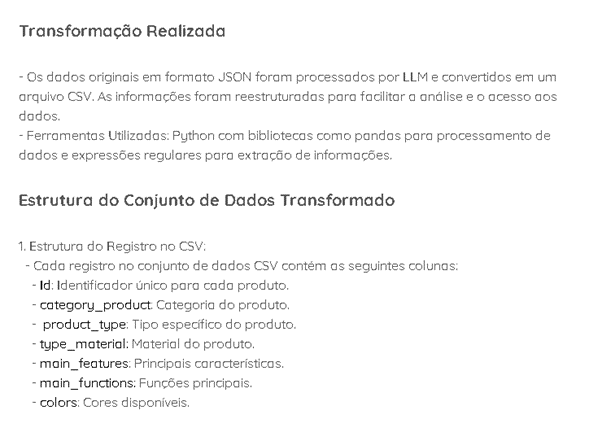 Transformação Realizada
- Os dados originais em formato JSON foram processados por LLM e convertidos em um
arquivo CSV. As informações foram reestruturadas para facilitar a análise e o acesso aos
dados.
- Ferramentas Utilizadas: Python com bibliotecas como pandas para processamento de
dados e expressões regulares para extração de informações.
Estrutura do Conjunto de Dados Transformado
1. Estrutura do Registro no CSV:
- Cada registro no conjunto de dados CSV contém as seguintes colunas:
- Id: Identificador único para cada produto.
- category_product: Categoria do produto.
- product_type: Tipo específico do produto.
- type_material: Material do produto.
- main_features: Principais características.
- main_functions: Funções principais.
- colors: Cores disponíveis.